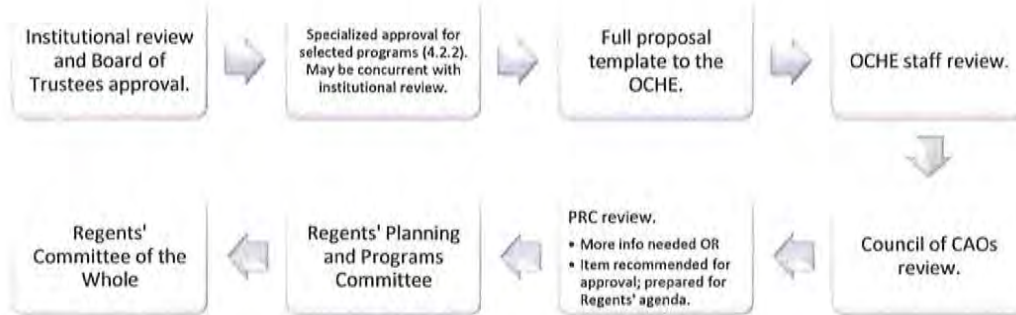 Institutional review
and Board of
Trustees approval.
Specialized approval for
selected programs (4.2.2).
May be concurrent with
institutional review.
Full proposal
template to the
OCHE.
OCHE staff review.
Council of CAOs
review.
PRC review.
• More info needed OR
• Item recommended for
approval; prepared for
Regents' agenda.
Regents' Planning
and Programs
Committee
Regents'
Committee of the
Whole